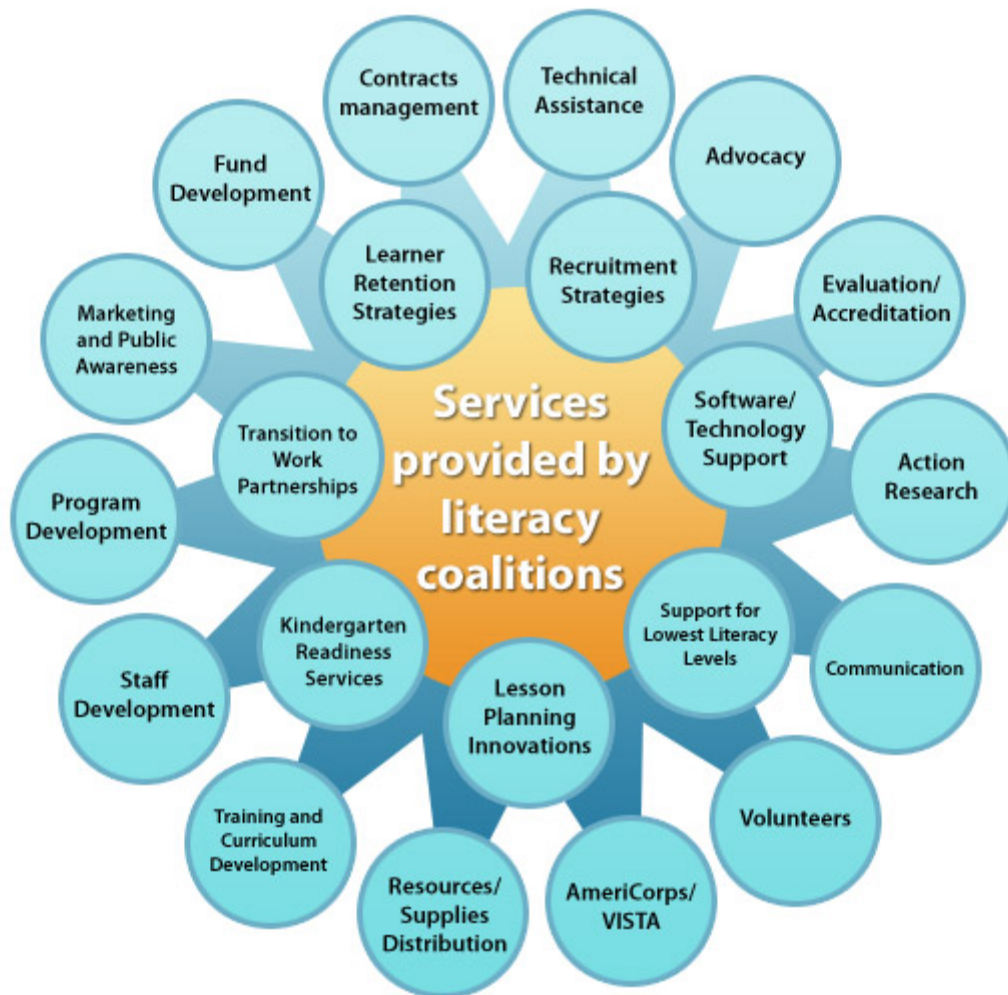 Contracts
management
Technical
Assistance
Advocacy
Fund
Development
Learner
Retention
Strategies
Recruitment
Strategies
Evaluation/
Accreditation
Marketing
and Public
Awareness
Services
provided by
literacy
coalitions
Software/
Technology
Support
Transition to
Work
Partnerships
Action
Research
Program
Development
Kindergarten
Readiness
Services
Support for
Lowest Literacy
Levels
Communication
Staff
Development
Lesson
Planning
Innovations
Training and
Curriculum
Development
Volunteers
Resources/
Supplies
Distribution
AmeriCorps/
VISTA